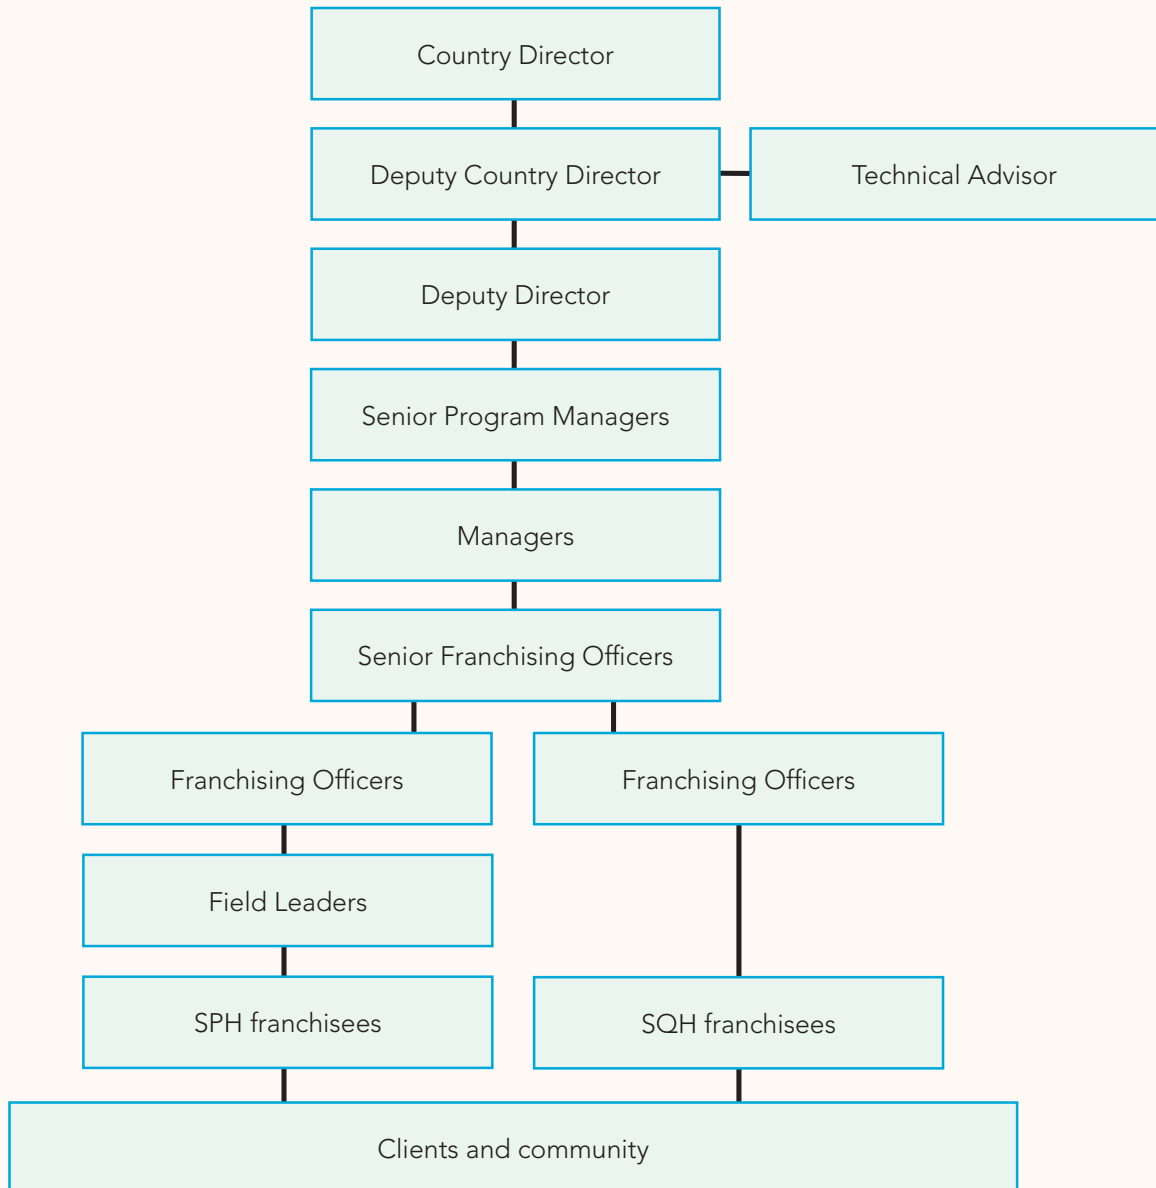 Country Director
Deputy Country Director
Technical Advisor
Deputy Director
Senior Program Managers
Managers
Senior Franchising Officers
Franchising Officers
Franchising Officers
Field Leaders
SPH franchisees
SQH franchisees
Clients and community